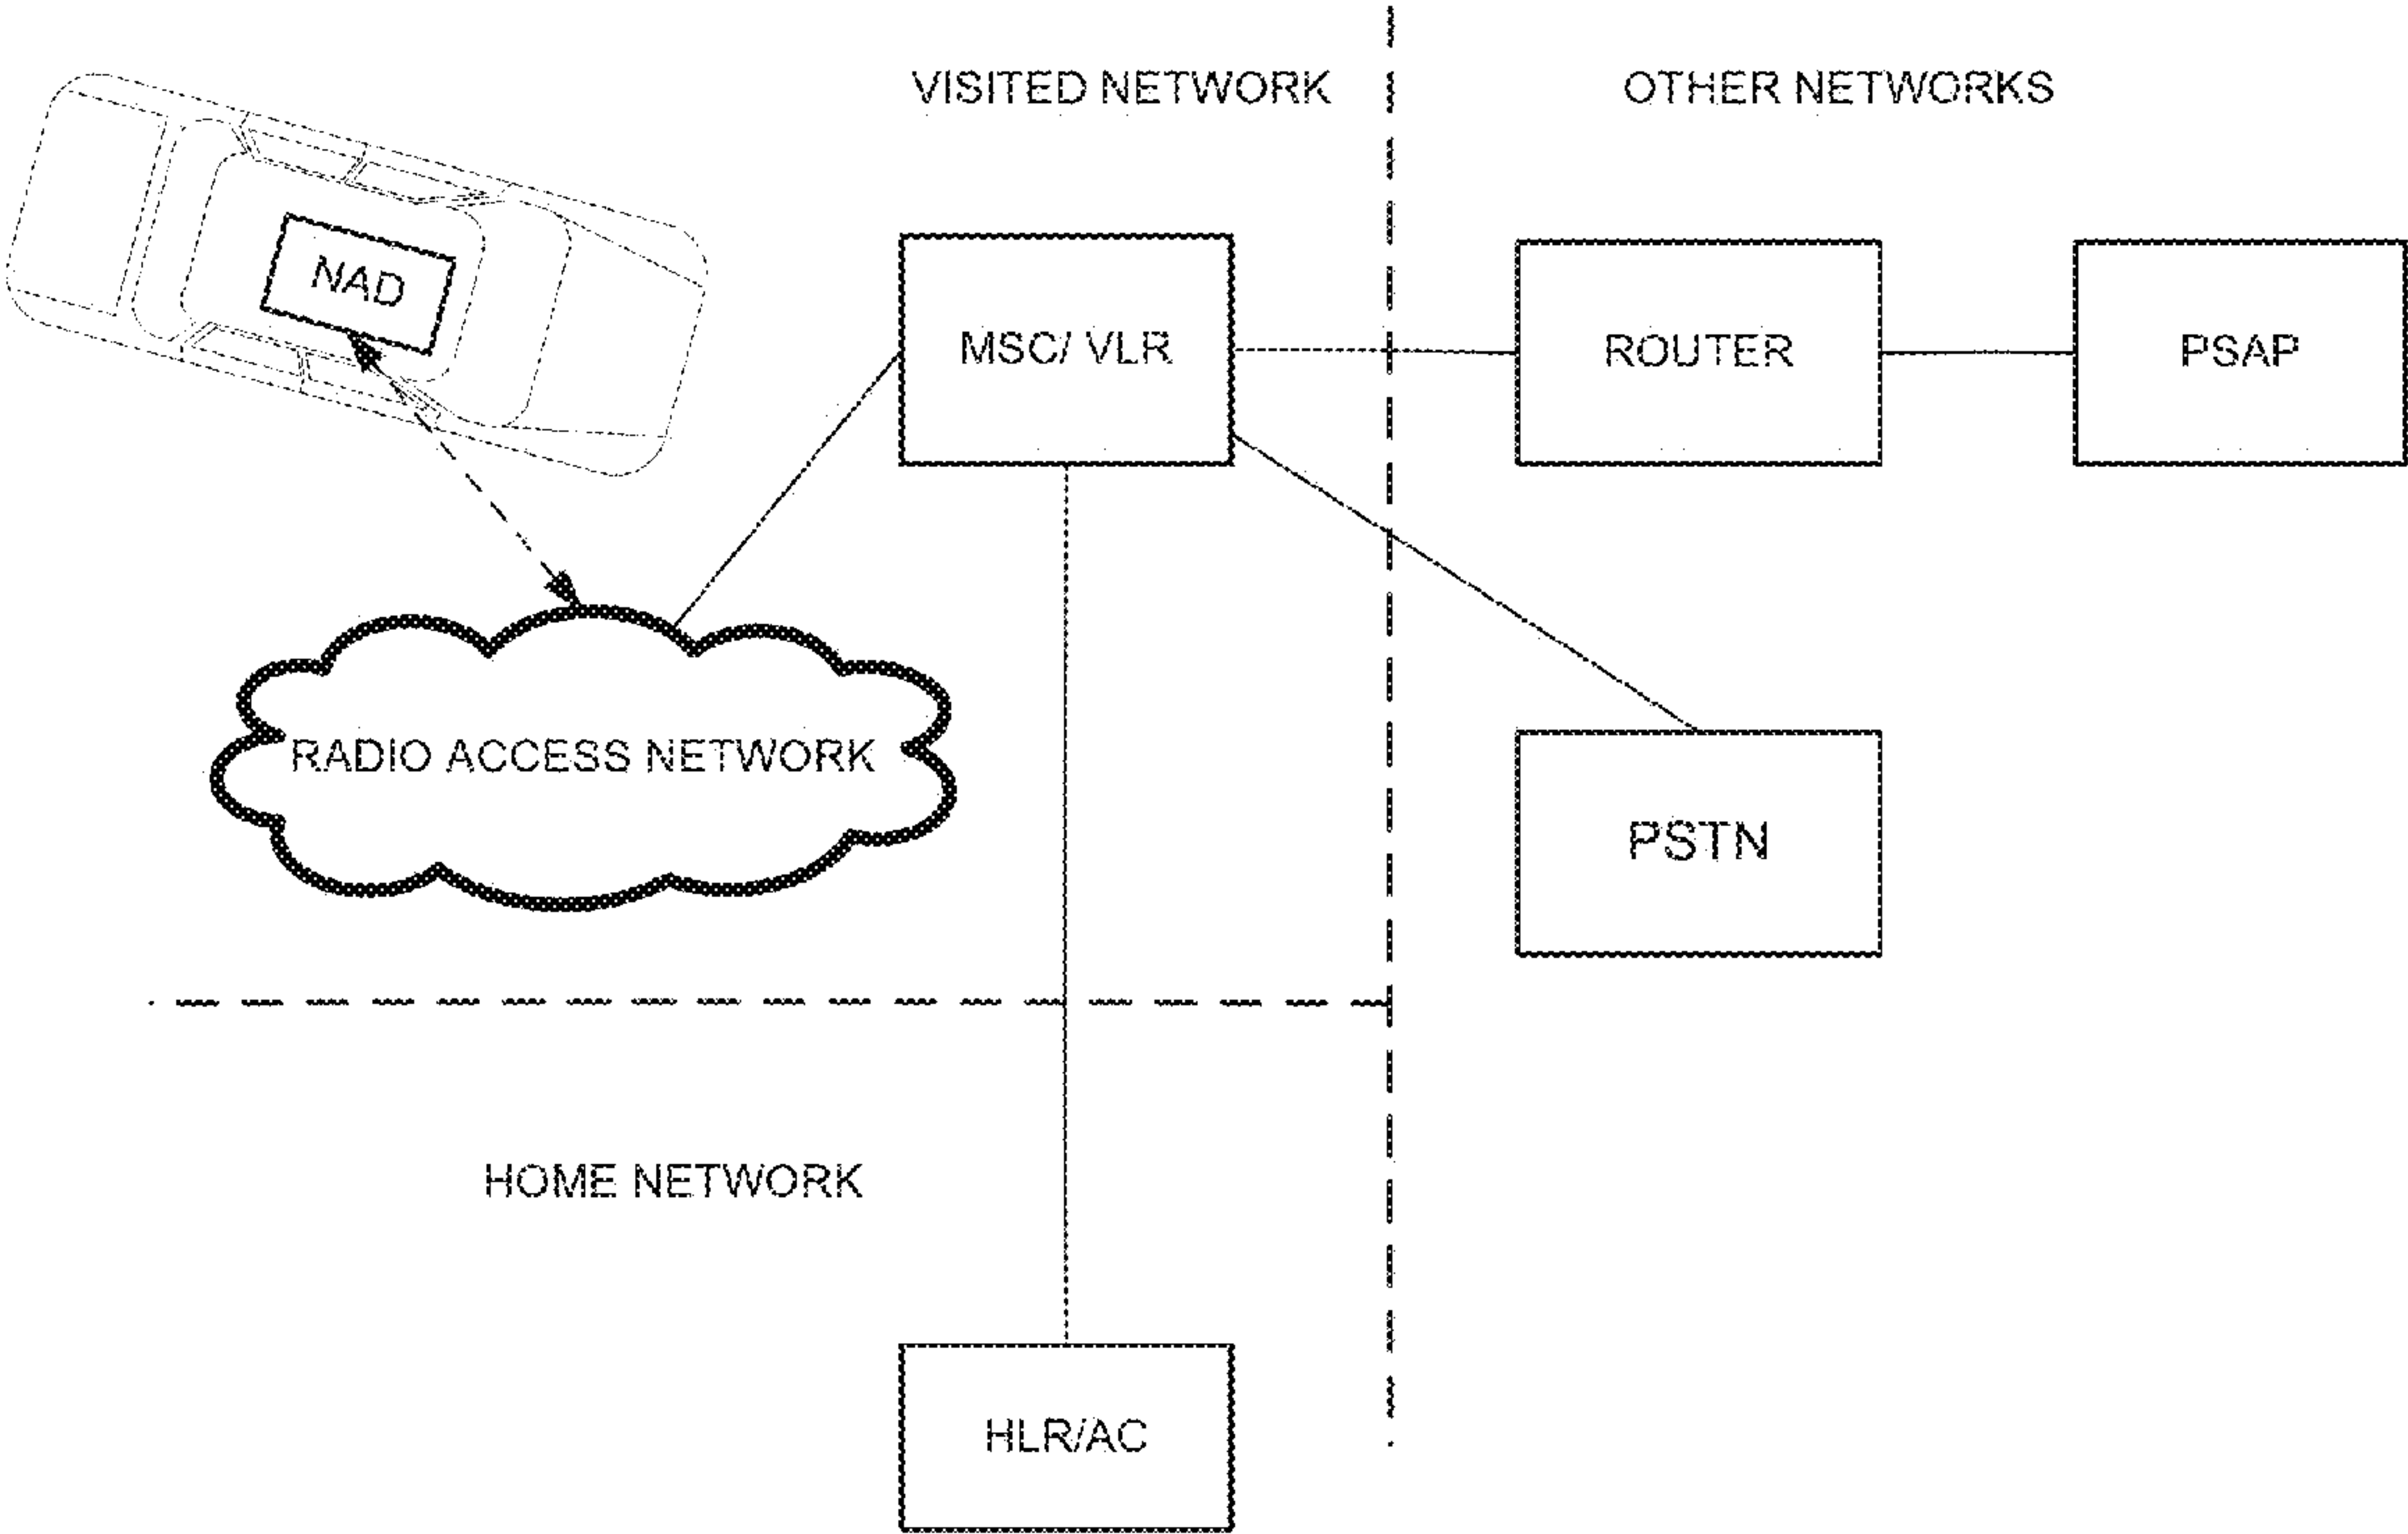 VISITED NETWORK
OTHER NETWORKS
NAD
MSC/ VLR
ROUTER
PSAP
RADIO ACCESS NETWORK
PSTN
HOME NETWORK
HLR/AC